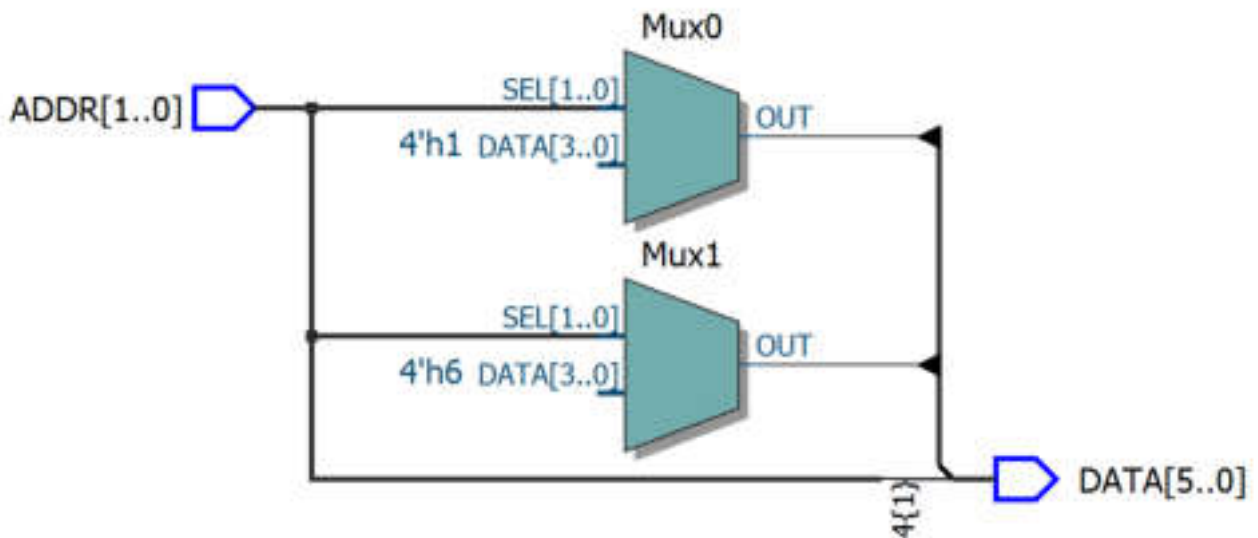 Mux0
ADDR[1..0]
SEL[1..0]
OUT
4'h1 DATA[3..0]
Mux1
SEL[1..0]
OUT
4'h6 DATA[3..0]
4{1}
DATA[5..0]